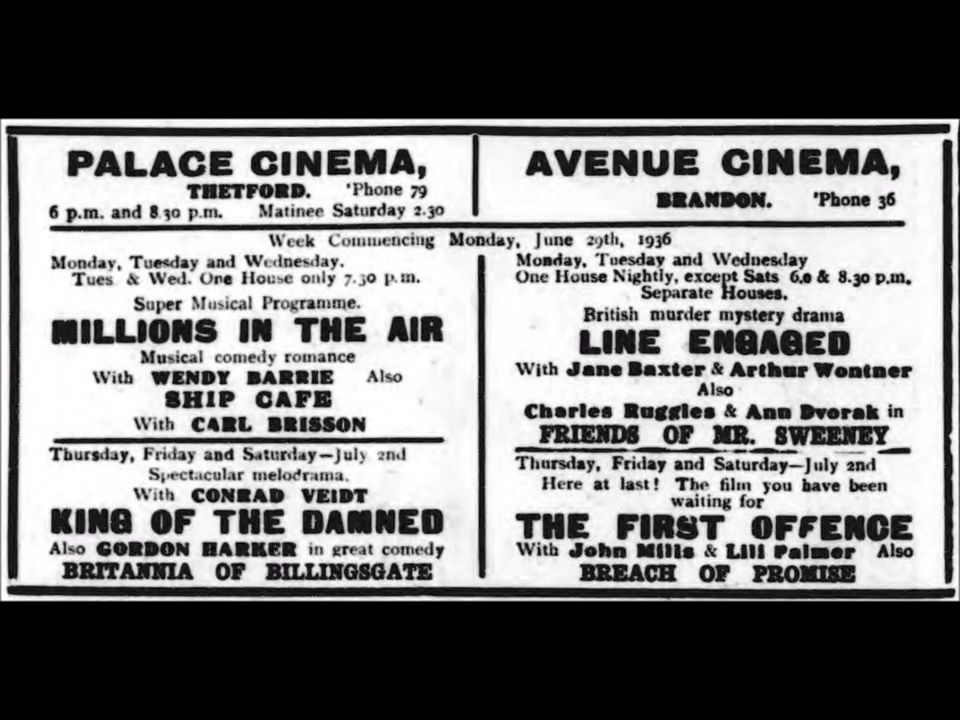 PALACE CINEMA,
THETFORD. 'Phone 79
6 p.m. and 8.30 p.m. Matinee Saturday 2.30
AVENUE CINEMA,
BRANDON. 'Phone 36
Week Commencing Monday, June 29th, 1936
Monday, Tuesday and Wednesday.
Tues & Wed. One House only 7.30 p.m.
Super Musical Programme.
MILLIONS IN THE AIR
Musical comedy romance
With WENDY BARRIE Also
SHIP CAFE
With CARL BRISSON
Thursday, Friday and Saturday—July 2nd
Spectacular melodrama.
With CONRAD VEIDT
KING OF THE DAMNED
Also GORDON HARKER in great comedy
BRITANNIA OF BILLINGSGATE
Monday, Tuesday and Wednesday
One House Nightly, except Sats 6.0 & 8.30 p.m.
Separate Houses.
British murder mystery drama
LINE ENGAGED
With Jane Baxter & Arthur Wontner
Also
Charles Ruggles & Ann Dvorak in
FRIENDS OF MR. SWEENEY
Thursday, Friday and Saturday—July 2nd
Here at last! The film you have been
waiting for
THE FIRST OFFENCE
With John Mills & Lili Palmer Also
BREACH OF PROMISE